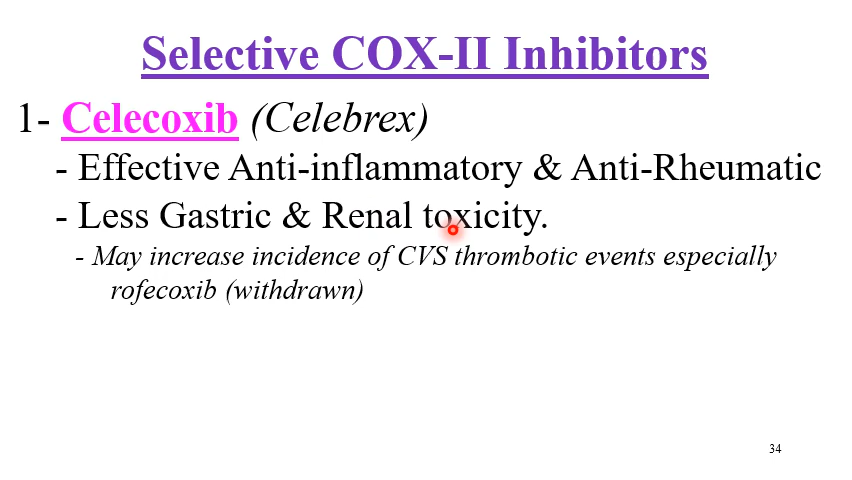 Selective COX-II Inhibitors
1- Celecoxib (Celebrex)
- Effective Anti-inflammatory & Anti-Rheumatic
- Less Gastric & Renal toxicity.
- May increase incidence of CVS thrombotic events especially
rofecoxib (withdrawn)
34